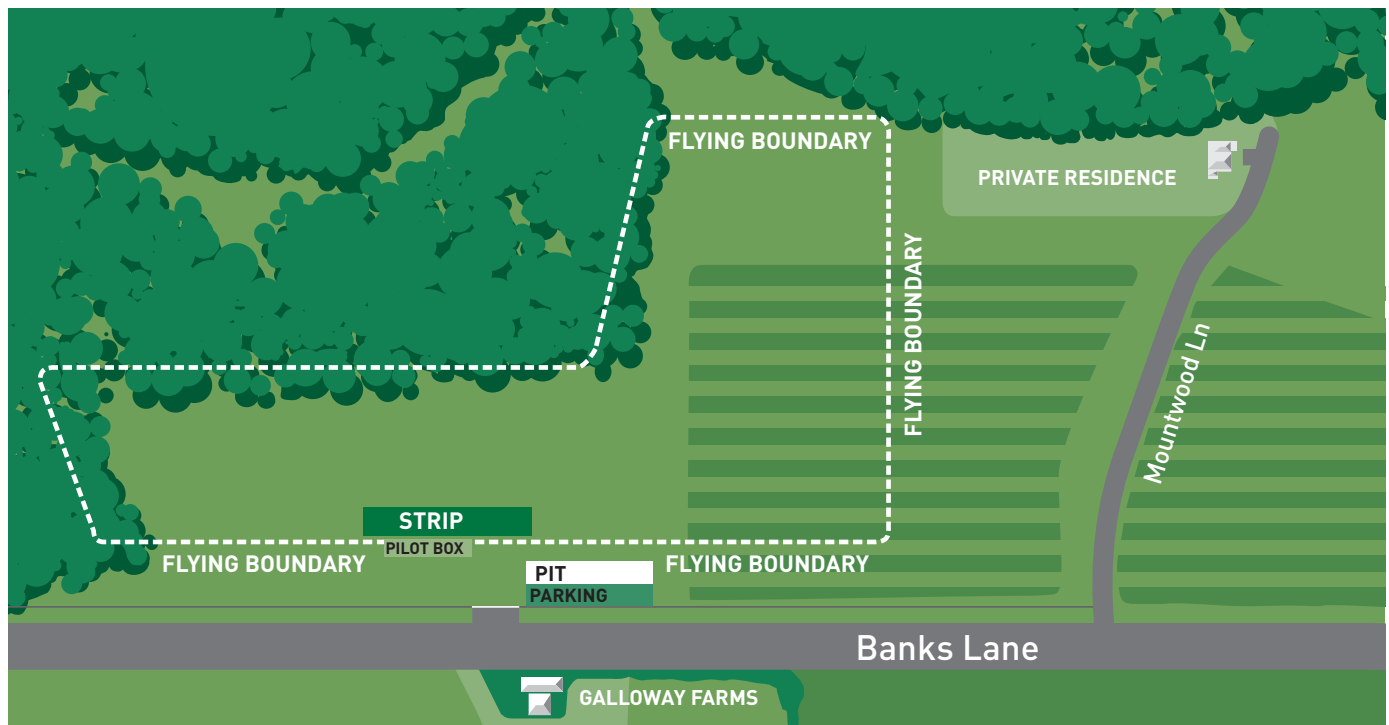 FLYING BOUNDARY
PRIVATE RESIDENCE
FLYING BOUNDARY
Mountwood Ln
STRIP
PILOT BOX
FLYING BOUNDARY
FLYING BOUNDARY
PIT
PARKING
Banks Lane
GALLOWAY FARMS